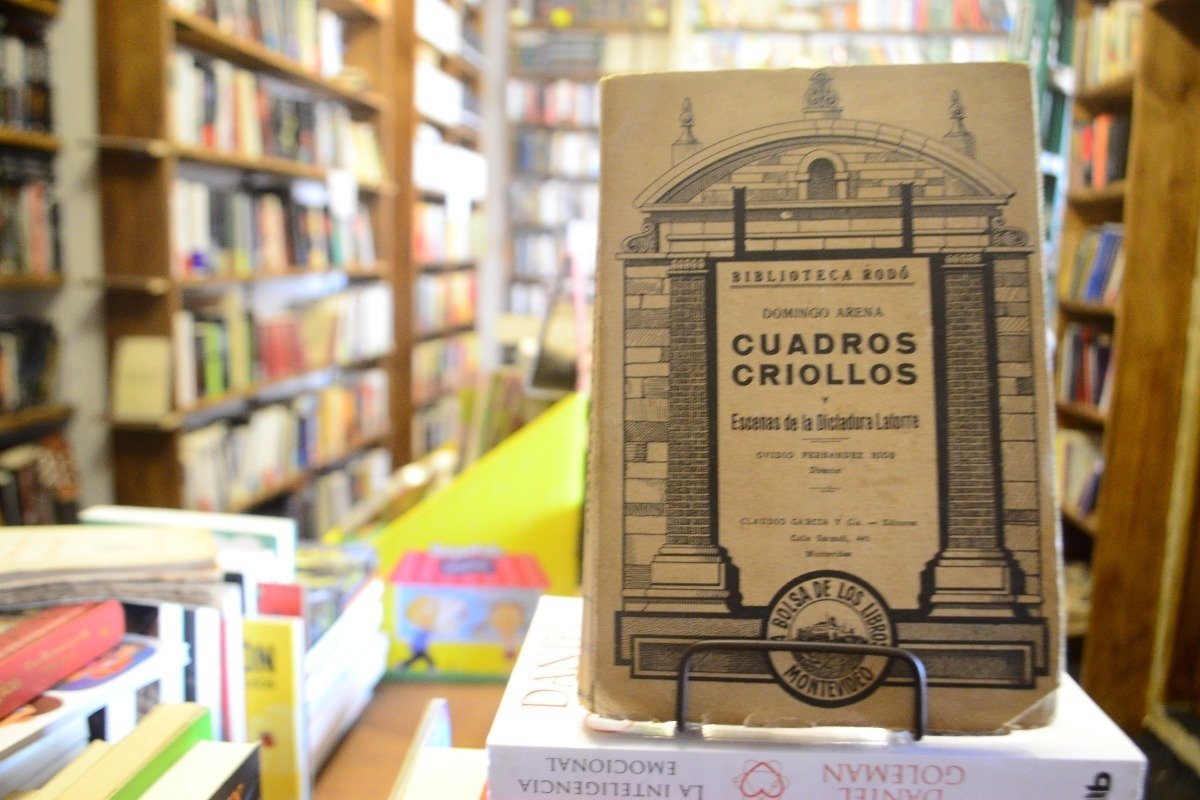 BIBLIOTECA RODÓ
DOMINGO ARENA
CUADROS
CRIOLLOS
Y
Escenas de la Dictadura Latorre
OVIDIO FERNANDEZ RIOS
Director
CLAUDIO GARCIA Y Cía. — Editores
Calle Sarandí, 441
Montevideo
A BOLSA DE LOS LIBROS
MONTEVIDEO
DANIEL
LA INTELIGENCIA
EMOCIONAL
DANIEL
GOLEMAN